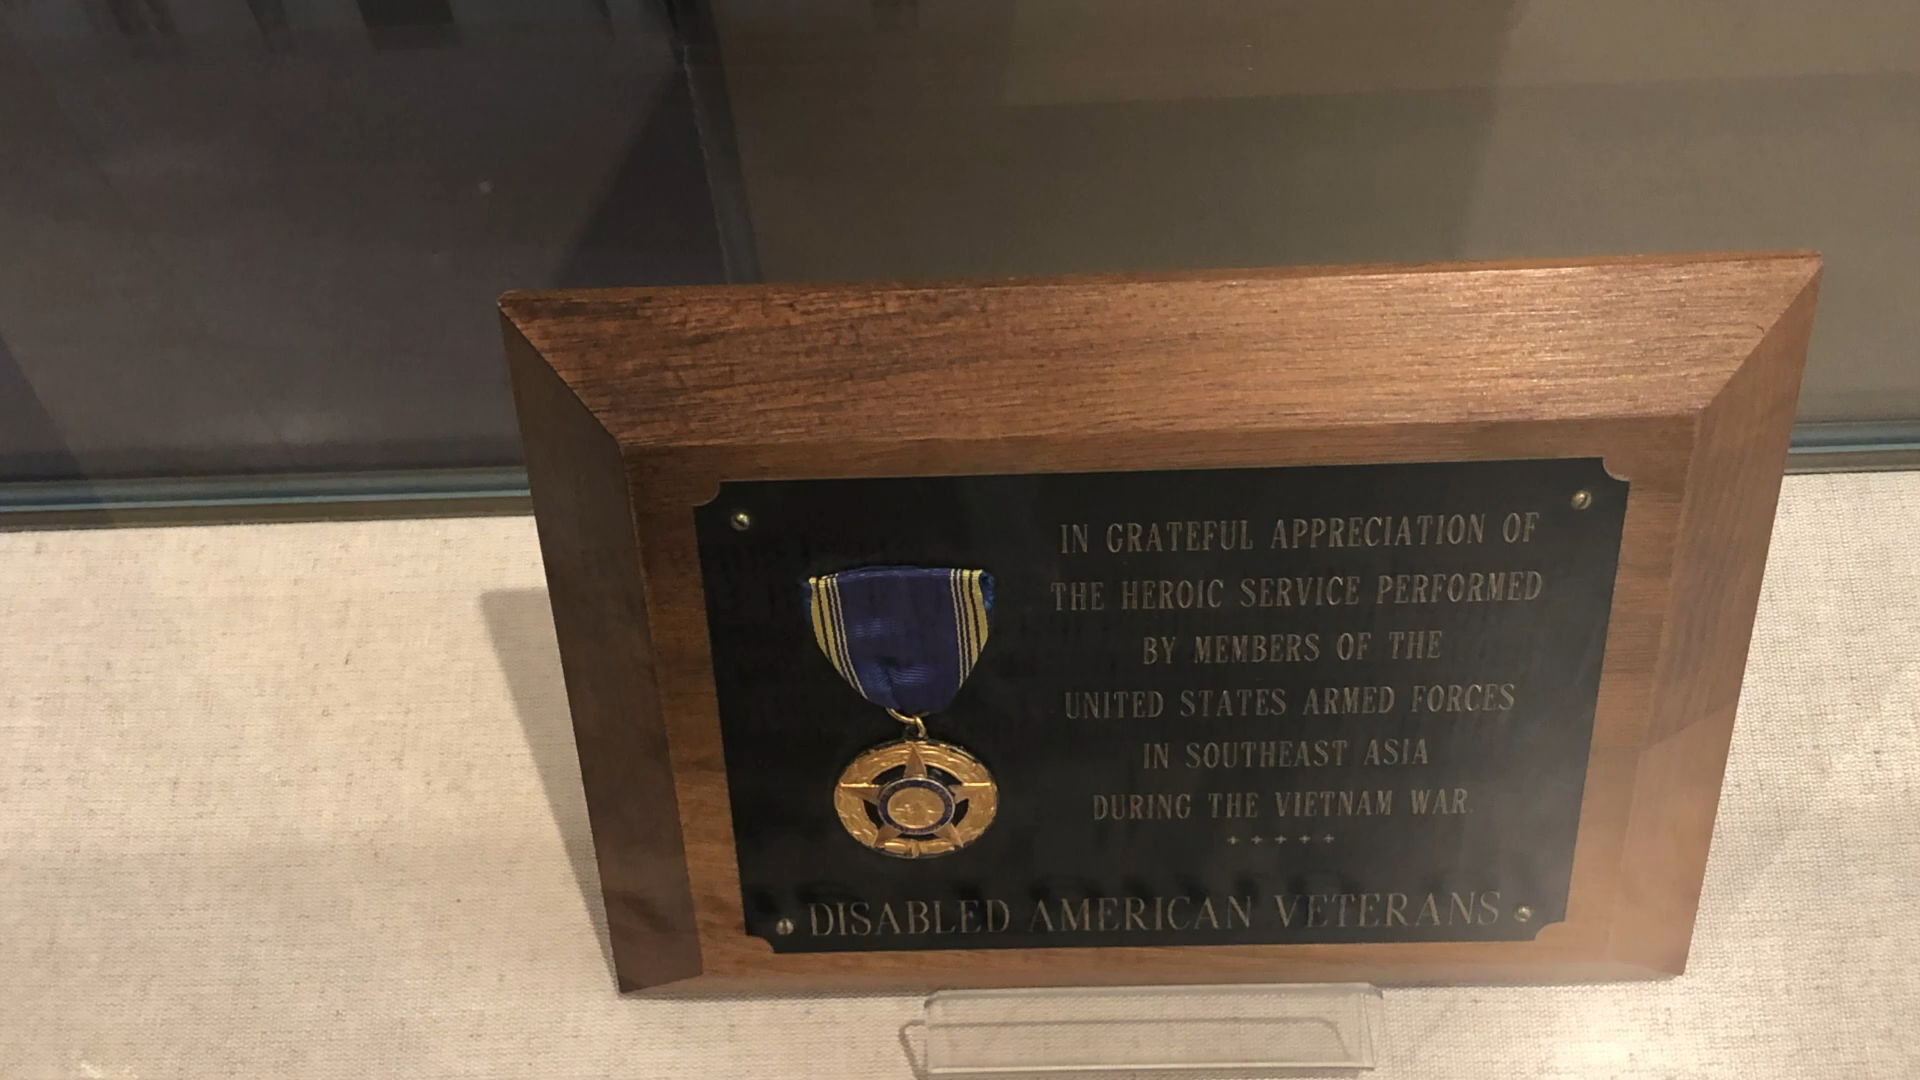 IN GRATEFUL APPRECIATION OF
THE HEROIC SERVICE PERFORMED
BY MEMBERS OF THE
UNITED STATES ARMED FORCES
IN SOUTHEAST ASIA
DURING THE VIETNAM WAR.
+ + + + +
DISABLED AMERICAN VETERANS